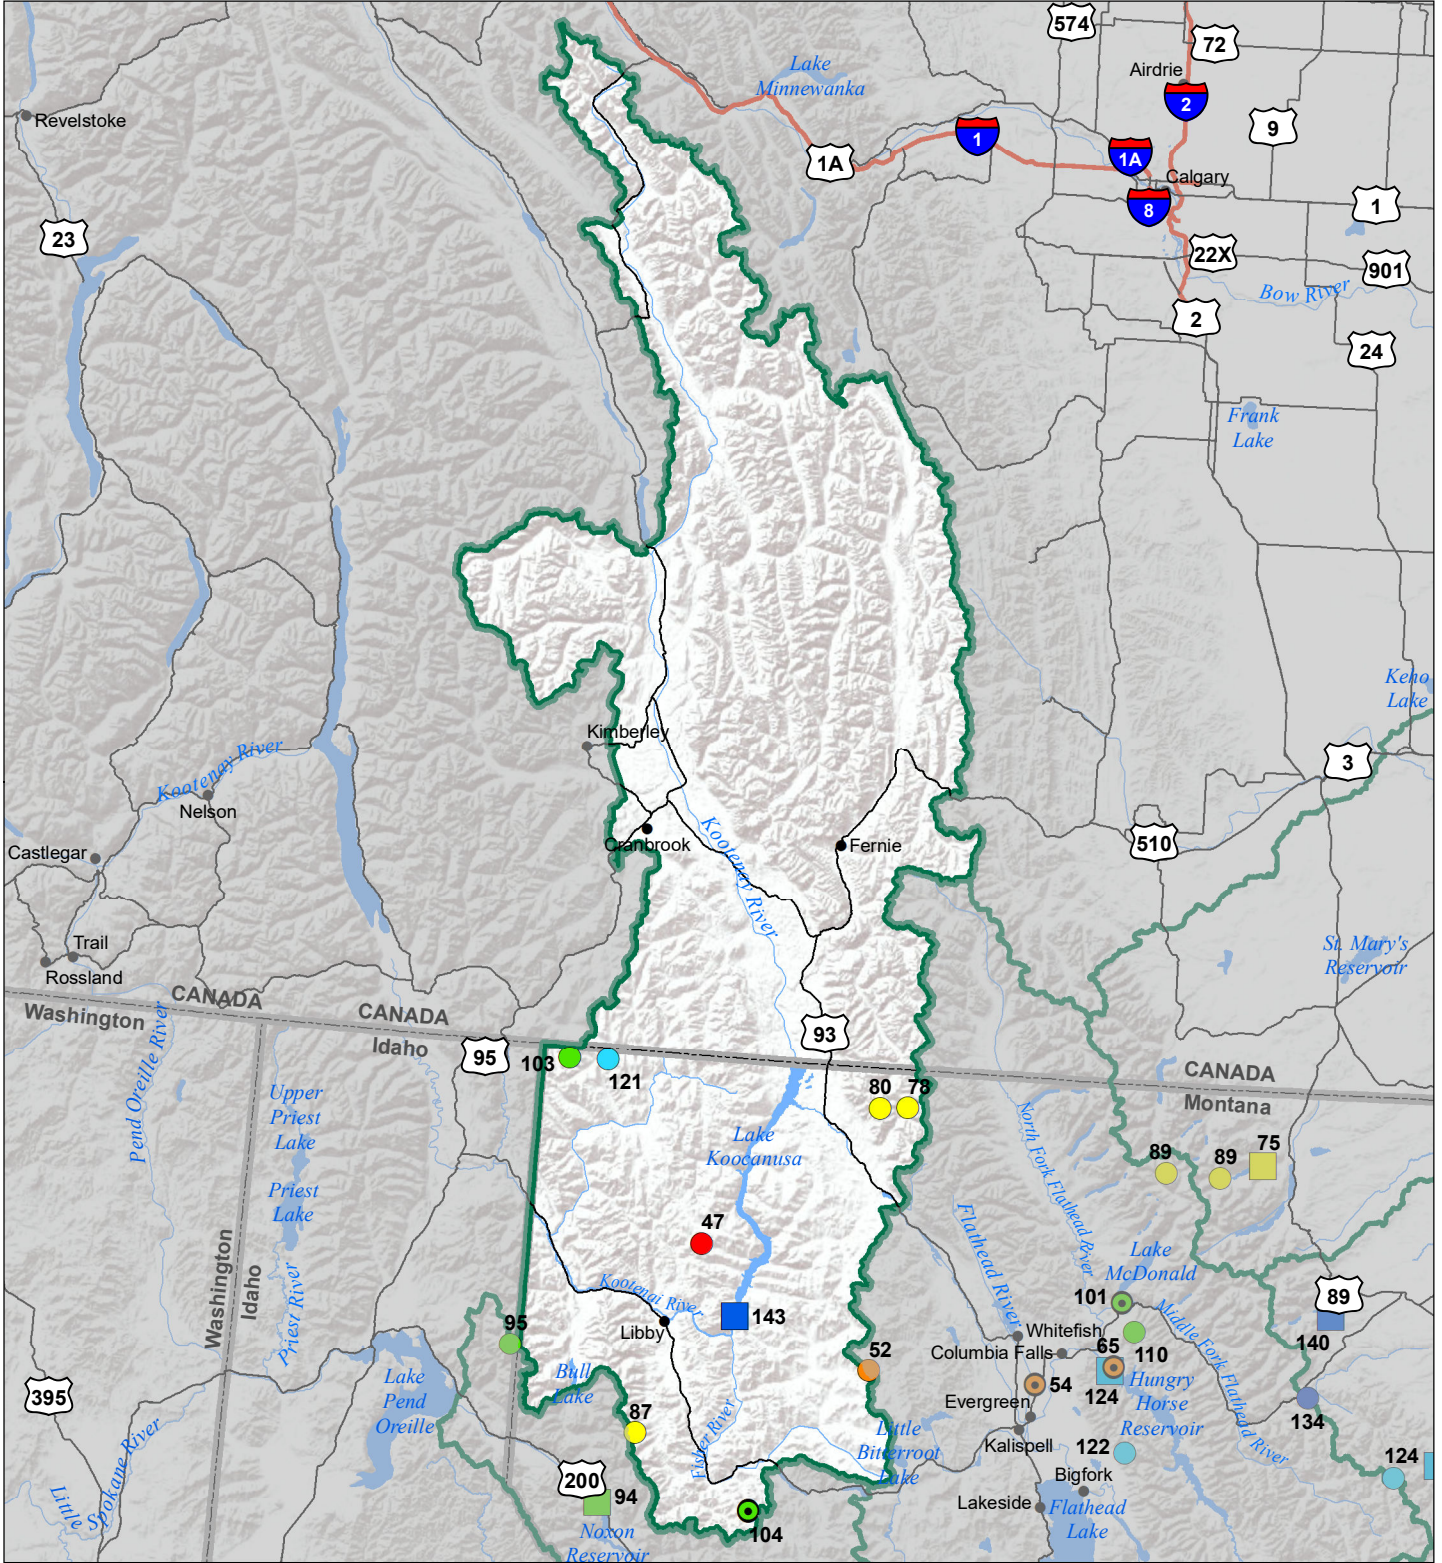 574
72
Airdrie
Lake
Minnewanka
2
Revelstoke
9
1
1A
1A
Calgary
8
1
23
22X
901
Bow River
2
24
Frank
Lake
Keho
Lake
Kimberley
3
Kootenay River
Nelson
Kootenay River
Cranbrook
Fernie
510
Castlegar
Trail
Rossland
St. Mary's
Reservoir
CANADA
Washington
CANADA
Idaho
95
93
103
121
CANADA
Montana
Pend Oreille River
Upper
Priest
Lake
80
78
North Fork Flathead River
Lake
Koocanusa
89
89
75
Priest
Lake
47
Flathead River
Lake
McDonald
Washington
Idaho
Priest River
Kootenai River
143
Libby
101
Middle Fork Flathead River
89
140
95
Whitefish
Columbia Falls
110
65
52
Bull
Lake
54
124
Hungry
Horse
Reservoir
395
Lake
Pend
Oreille
Evergreen
134
87
Fisher River
Little
Bitterroot
Lake
Kalispell
122
124
Bigfork
200
94
Little Spokane River
Lakeside
Flathead
Lake
104
Noxon
Reservoir